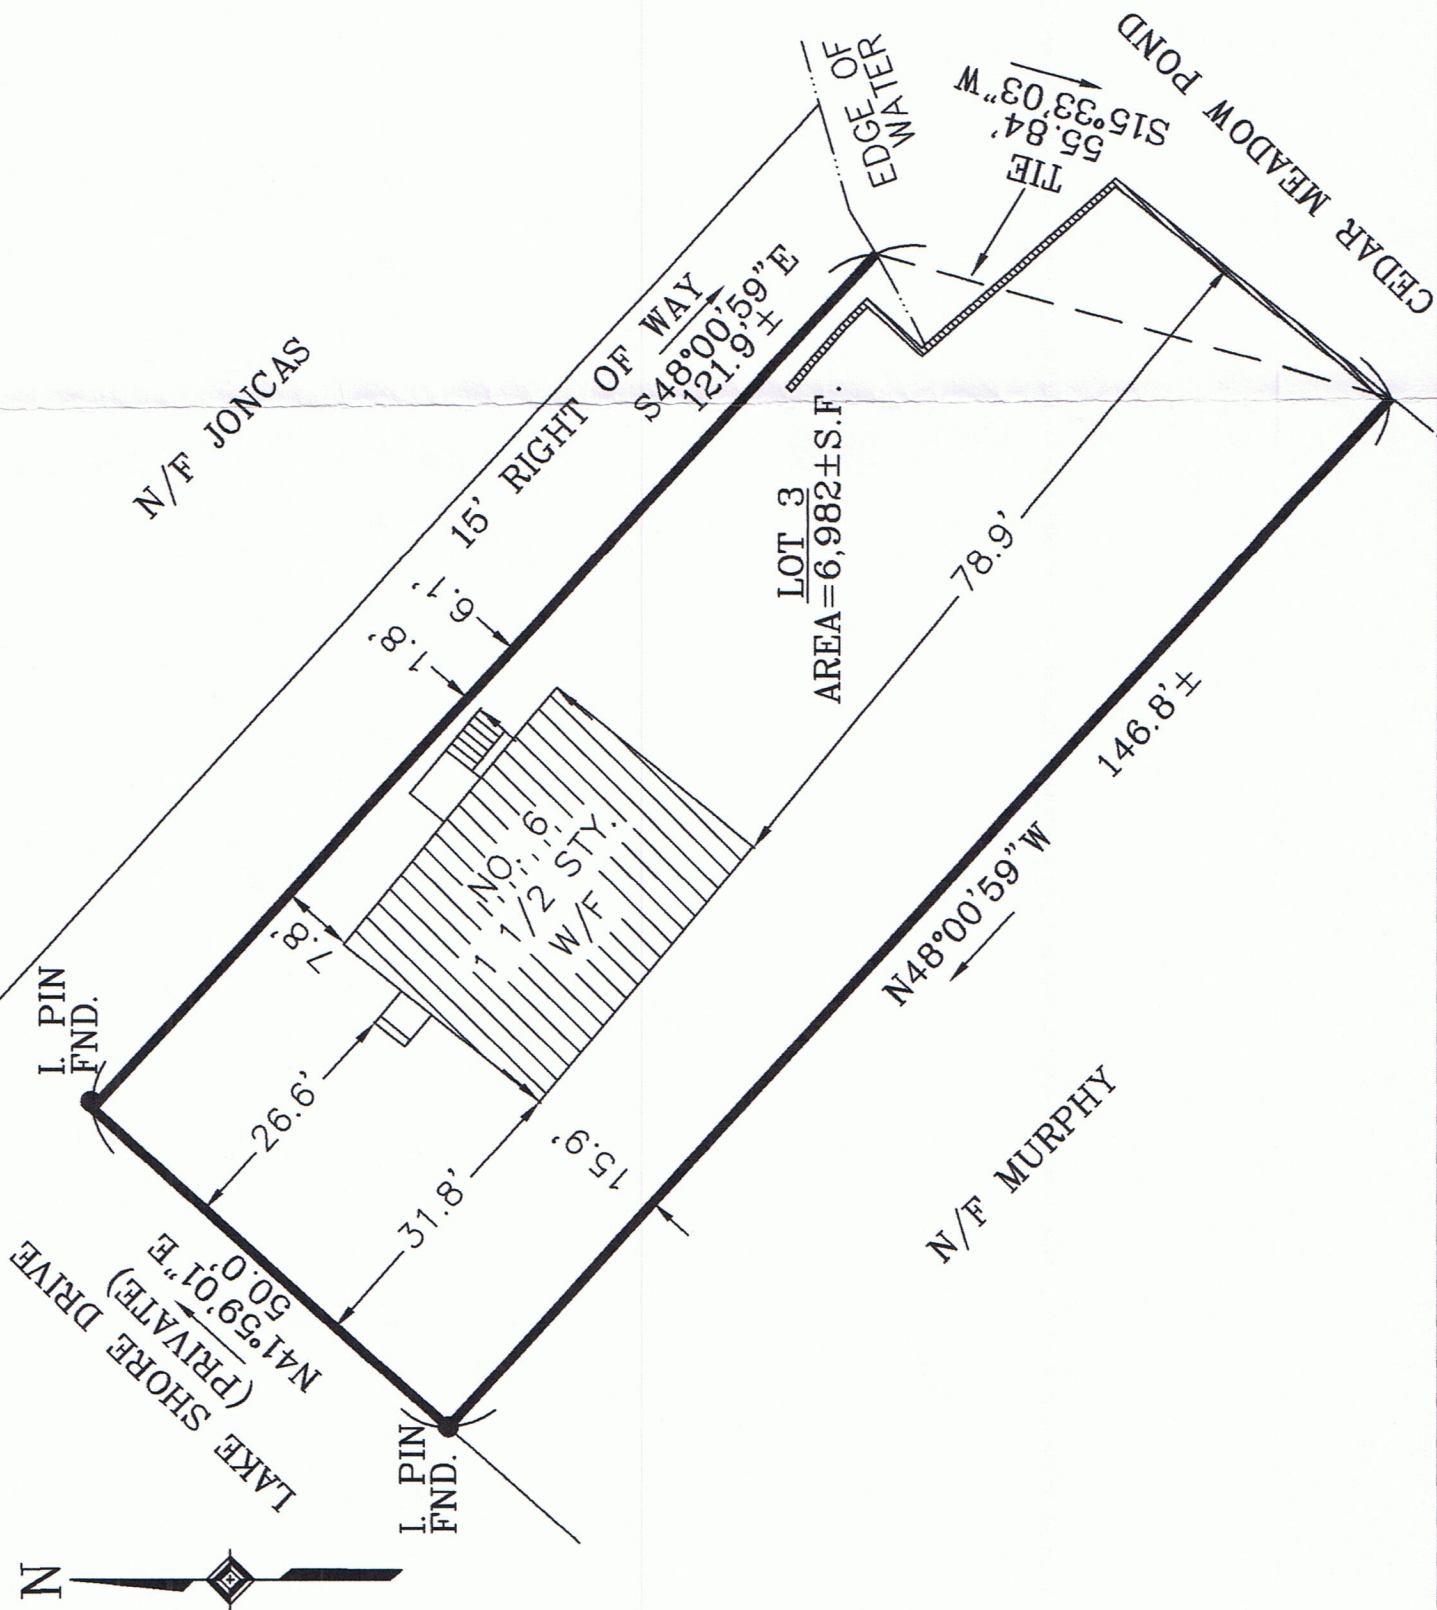 N/F JONCAS
15' RIGHT OF WAY
S48°00'59"E
121.9'±
EDGE OF
WATER
TIE
55.84'
S15°33'03"W
CEDAR MEADOW POND
LOT 3
AREA=6,982±S.F
78.9'
6.1'
1.8'
7.8'
NO. 6
1 1/2 STY.
W/F
I. PIN
FND.
26.6'
31.8'
15.9'
146.8'±
N48°00'59"W
N/F MURPHY
N41°59'01"E
50.0'
(PRIVATE)
LAKE SHORE DRIVE
I. PIN
FND.
N